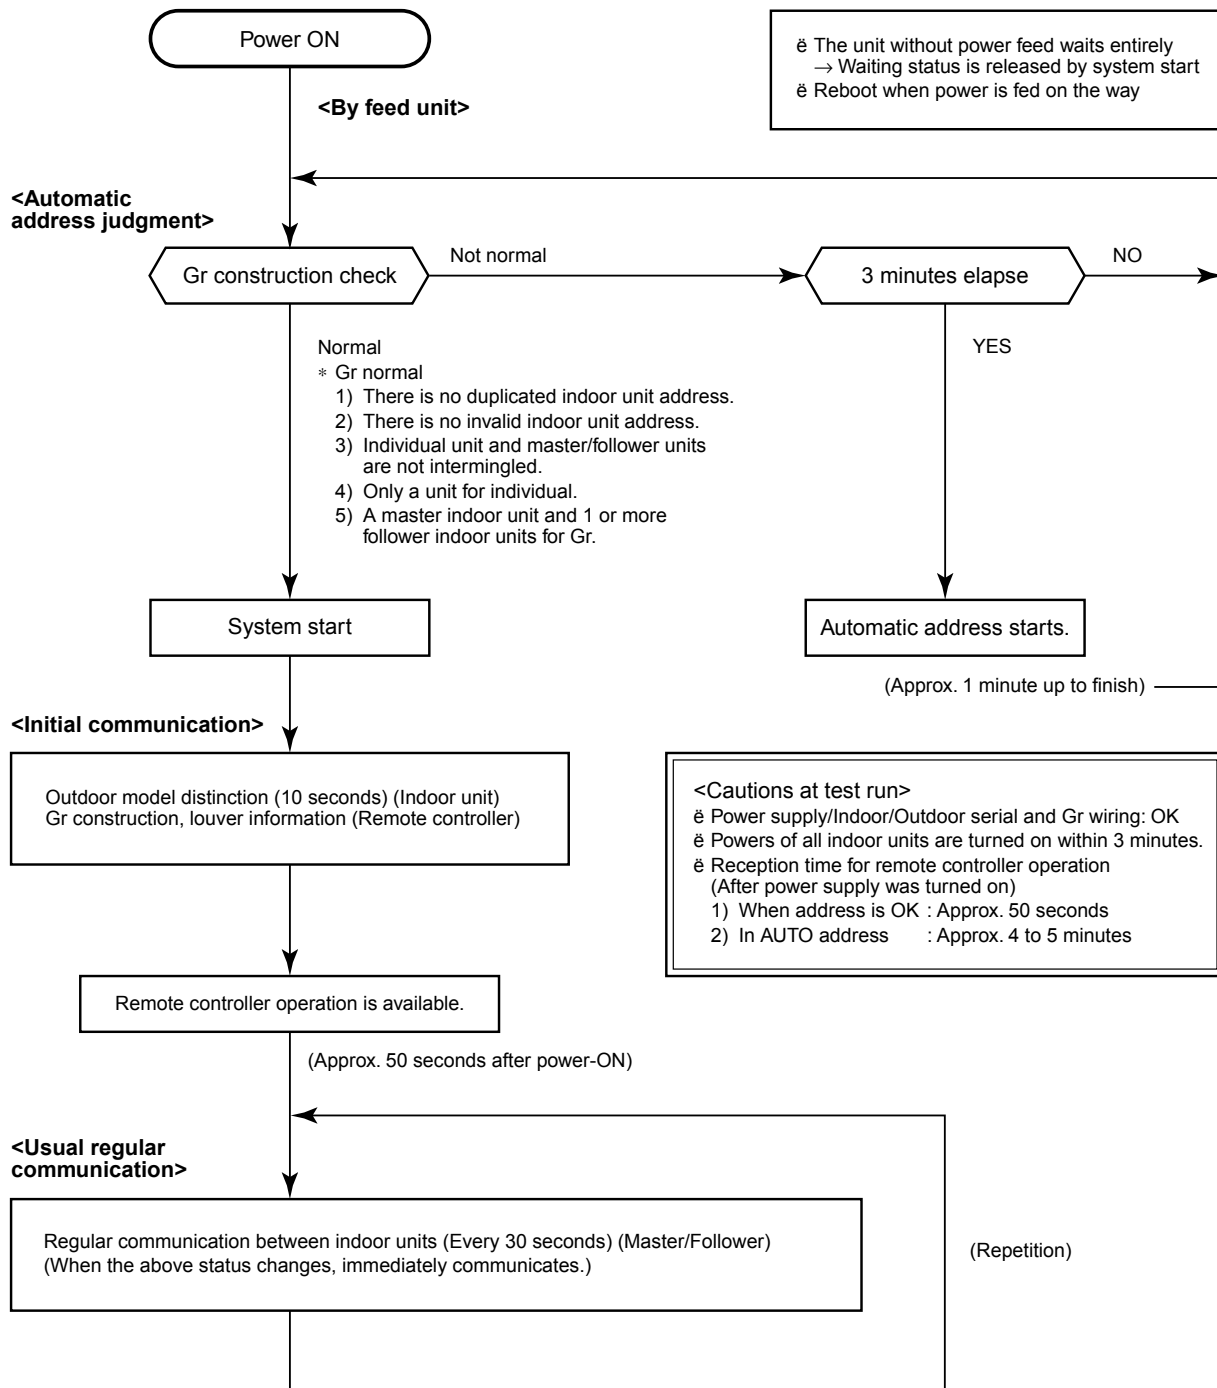 Power ON
ë The unit without power feed waits entirely
→ Waiting status is released by system start
ë Reboot when power is fed on the way
<By feed unit>
<Automatic
address judgment>
Gr construction check
Not normal
3 minutes elapse
NO
Normal
YES
* Gr normal
1) There is no duplicated indoor unit address.
2) There is no invalid indoor unit address.
3) Individual unit and master/follower units
are not intermingled.
4) Only a unit for individual.
5) A master indoor unit and 1 or more
follower indoor units for Gr.
System start
Automatic address starts.
(Approx. 1 minute up to finish)
<Initial communication>
Outdoor model distinction (10 seconds) (Indoor unit)
Gr construction, louver information (Remote controller)
<Cautions at test run>
ë Power supply/Indoor/Outdoor serial and Gr wiring: OK
ë Powers of all indoor units are turned on within 3 minutes.
ë Reception time for remote controller operation
(After power supply was turned on)
1) When address is OK : Approx. 50 seconds
2) In AUTO address : Approx. 4 to 5 minutes
Remote controller operation is available.
(Approx. 50 seconds after power-ON)
<Usual regular
communication>
Regular communication between indoor units (Every 30 seconds) (Master/Follower)
(When the above status changes, immediately communicates.)
(Repetition)